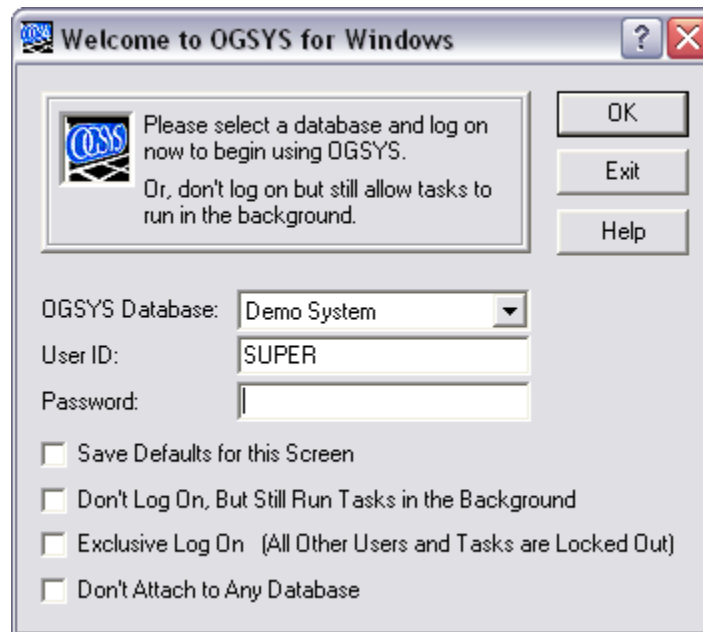 Welcome to OGSYS for Windows
OGSYS
Please select a database and log on
now to begin using OGSYS.
Or, don't log on but still allow tasks to
run in the background.
OK
Exit
Help
OGSYS Database: Demo System
User ID: SUPER
Password:
Save Defaults for this Screen
Don't Log On, But Still Run Tasks in the Background
Exclusive Log On (All Other Users and Tasks are Locked Out)
Don't Attach to Any Database